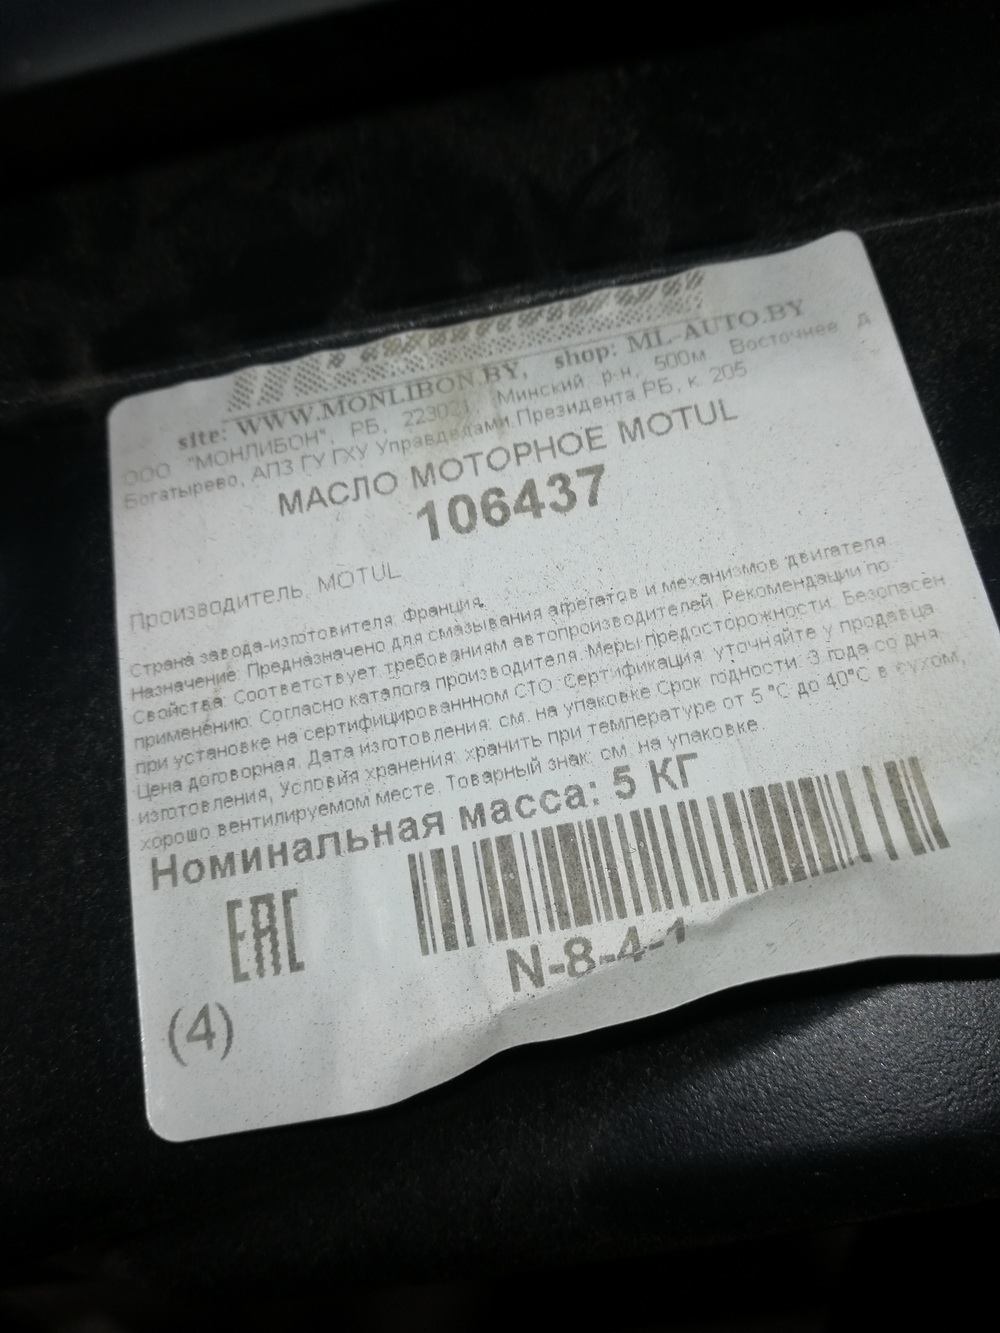 site: WWW.MONLIBON.BY, shop: ML-AUTO.BY
ООО "МОНЛИБОН", РБ, 223021, Минский р-н, 500м Восточнее д
Богатырево, АПЗ ГУ ГХУ Управделами Президента РБ, к 205
МАСЛО МОТОРНОЕ MOTUL
106437
Производитель: MOTUL
Страна завода-изготовителя: Франция,
Назначение: Предназначено для смазывания агрегатов и механизмов двигателя
Свойства: Соответствует требованиям автопроизводителей. Рекомендации по
применению: Согласно каталога производителя. Меры предосторожности: Безопасен
при установке на сертифицированном СТО. Сертификация: уточняйте у продавца
Цена договорная. Дата изготовления: см. на упаковке Срок годности: 3 года со дня
изготовления, Условия хранения: хранить при температуре от 5 °C до 40°C в сухом,
хорошо вентилируемом месте. Товарный знак: см. на упаковке
Номинальная масса: 5 КГ
EAC
N-8-4-1
(4)